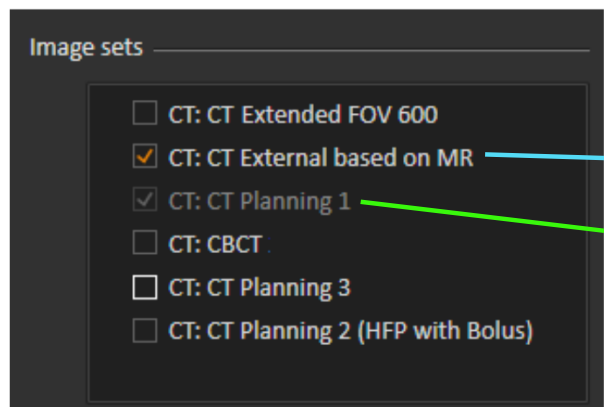 Image sets
CT: CT Extended FOV 600
CT: CT External based on MR
CT: CT Planning 1
CT: CBCT
CT: CT Planning 3
CT: CT Planning 2 (HFP with Bolus)